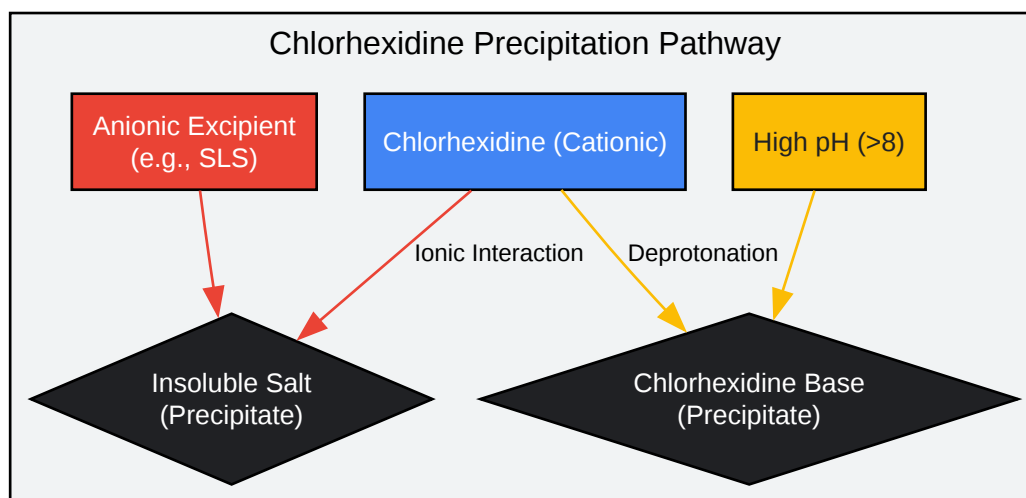 Chlorhexidine Precipitation Pathway
Anionic Excipient
(e.g., SLS)
Chlorhexidine (Cationic)
High pH (>8)
Ionic Interaction
Deprotonation
Insoluble Salt
(Precipitate)
Chlorhexidine Base
(Precipitate)